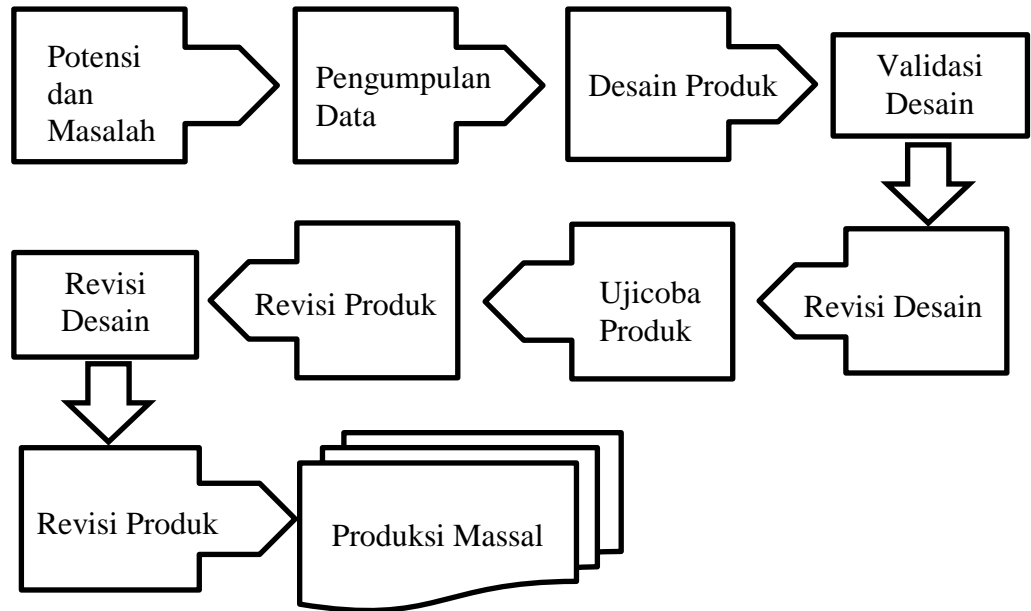 Potensi
dan
Masalah
Pengumpulan
Data
Desain Produk
Validasi
Desain
Revisi Desain
Ujicoba
Produk
Revisi Produk
Revisi
Desain
Revisi Produk
Produksi Massal